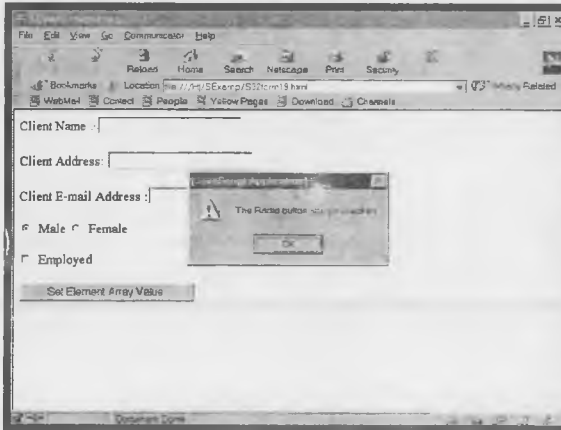 File Edit View Go Communicator Help
Reload Home Search Netscape Print Security
Bookmarks Location Related
WebMail Contact People Yellow Pages Download Channels
Client Name :
Client Address:
Client E-mail Address :
Male Female
Employed
Set Element Array Value
The Radio button
OK
Document Done